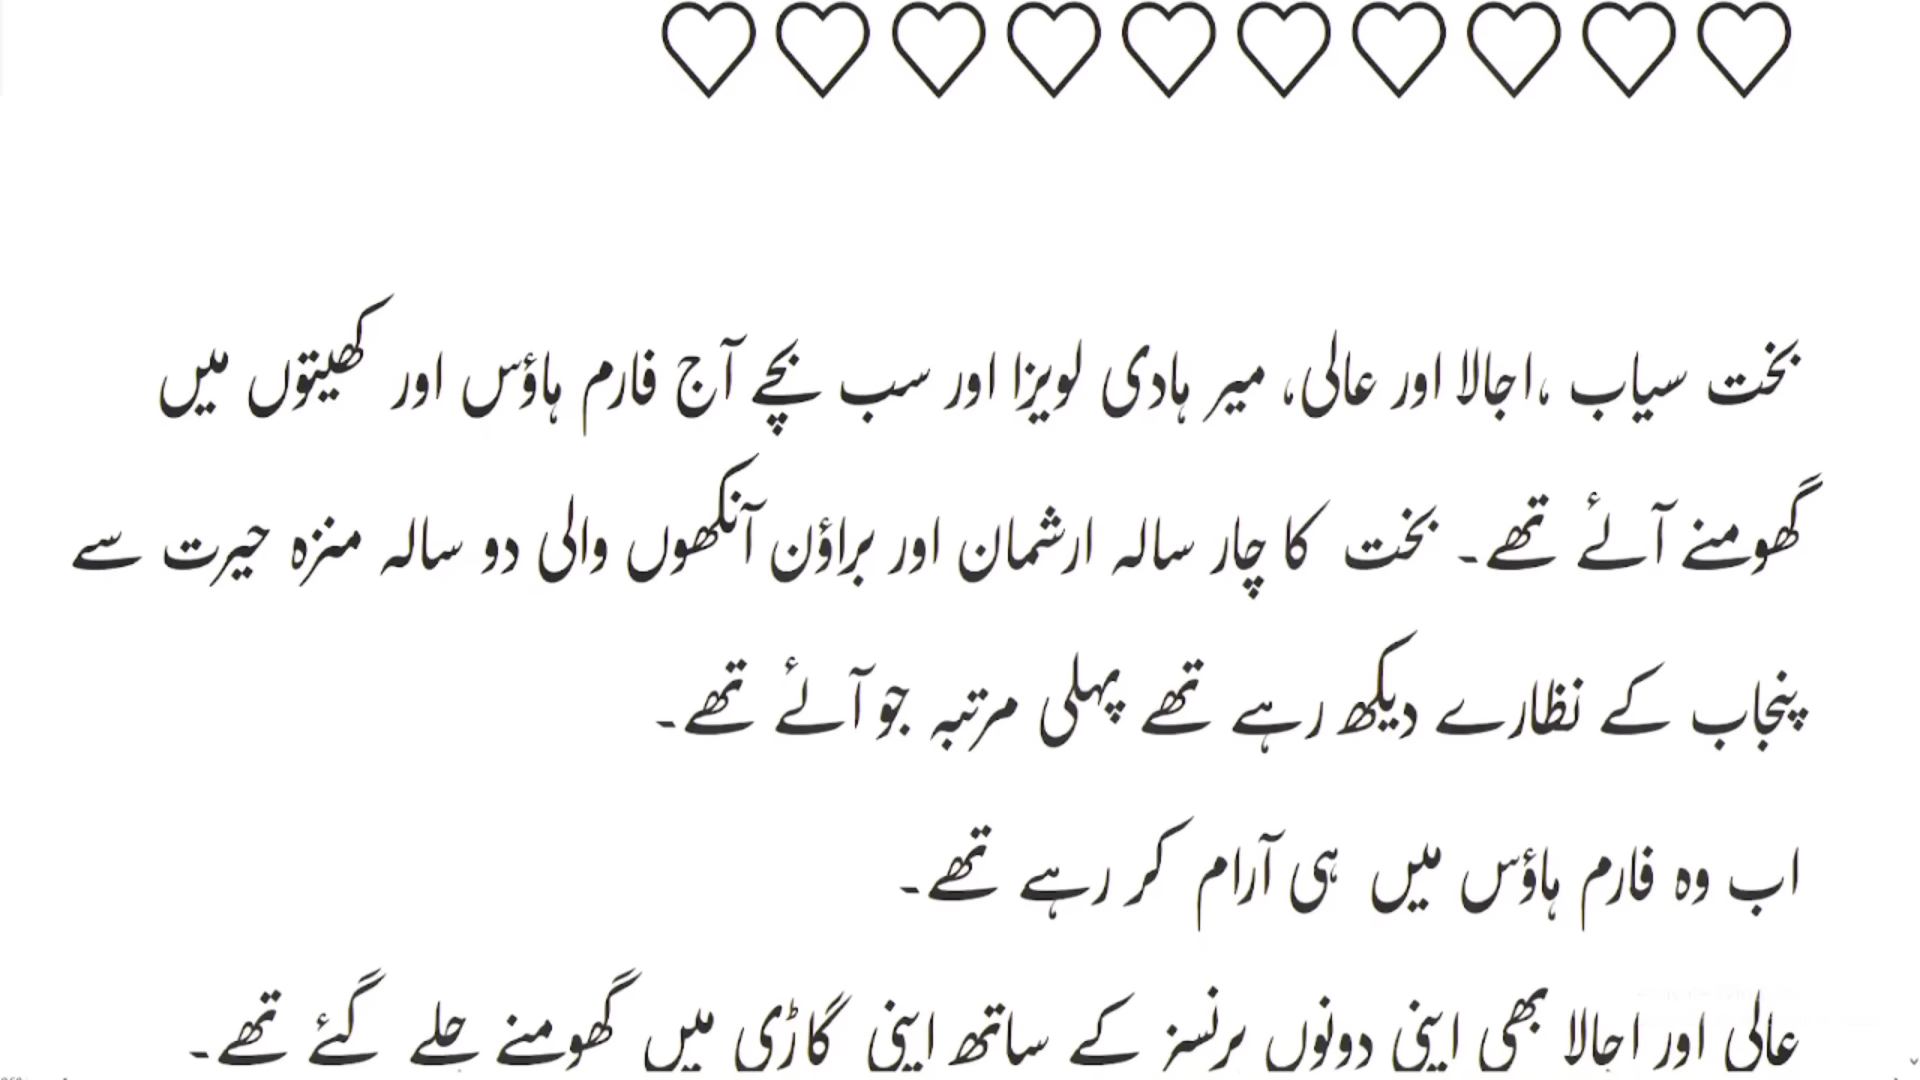 ♡♡♡♡♡♡♡♡♡♡
بخت سیاب ،اجالا اور عالی، میر ہادی لویزا اور سب بچے آج فارم ہاؤس اور کھیتوں میں
گھومنے آئے تھے۔ بخت کا چار سالہ ارشمان اور براؤن آنکھوں والی دو سالہ منزہ حیرت سے
پنجاب کے نظارے دیکھ رہے تھے پہلی مرتبہ جو آئے تھے۔
اب وہ فارم ہاؤس میں ہی آرام کر رہے تھے۔
عالی اور اجالا بھی اپنی دونوں پرنسز کے ساتھ اپنی گاڑی میں گھومنے چلے گئے تھے۔